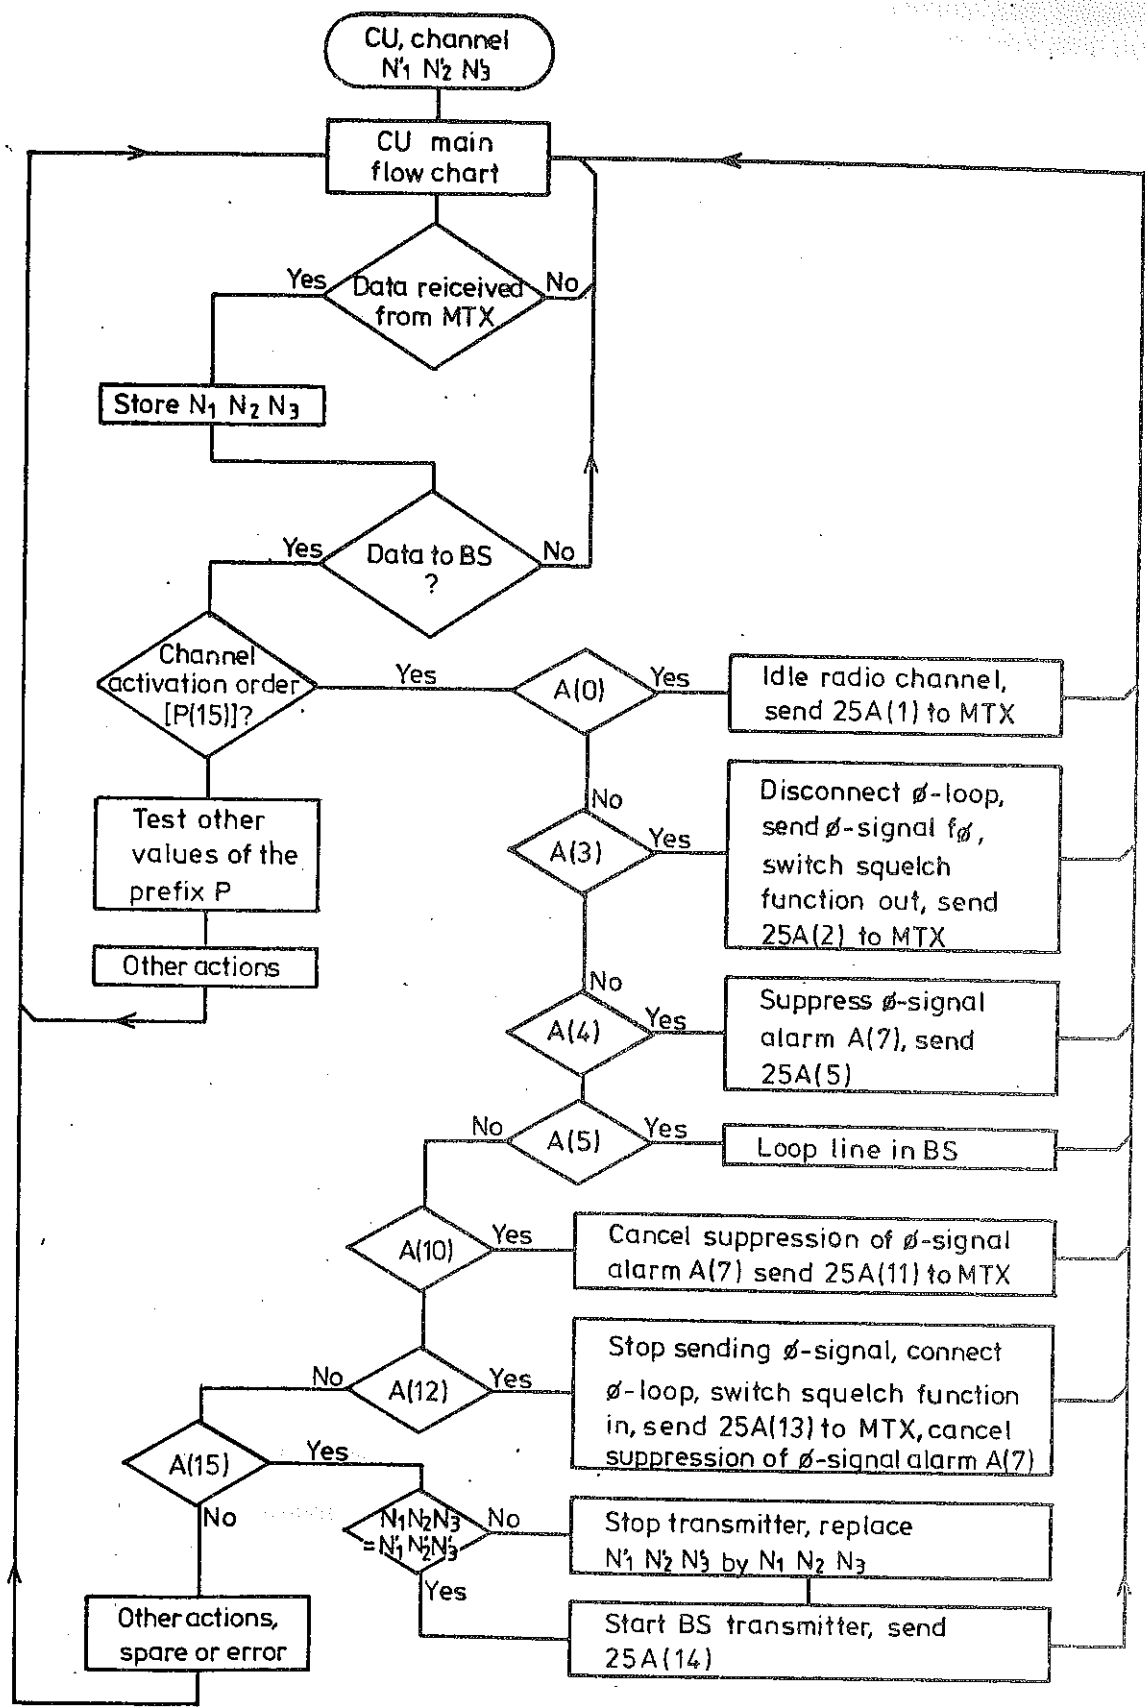 CU, channel
N'1 N'2 N'3
CU main
flow chart
Yes
Data reiceived
from MTX
No
Store N1 N2 N3
Yes
Data to BS
?
No
Channel
activation order
[P(15)]?
Yes
A(0)
Yes
Idle radio channel,
send 25A(1) to MTX
No
Test other
values of the
prefix P
Other actions
A(3)
Yes
Disconnect ø-loop,
send ø-signal fø,
switch squelch
function out, send
25A(2) to MTX
No
A(4)
Yes
Suppress ø-signal
alarm A(7), send
25A(5)
No
A(5)
Yes
Loop line in BS
A(10)
Yes
Cancel suppression of ø-signal
alarm A(7) send 25A(11) to MTX
No
A(12)
Yes
Stop sending ø-signal, connect
ø-loop, switch squelch function
in, send 25A(13) to MTX, cancel
suppression of ø-signal alarm A(7)
A(15)
Yes
No
N1N2N3
=N'1 N'2N'3
No
Yes
Stop transmitter, replace
N'1 N'2 N'3 by N1 N2 N3
Other actions,
spare or error
Start BS transmitter, send
25A(14)